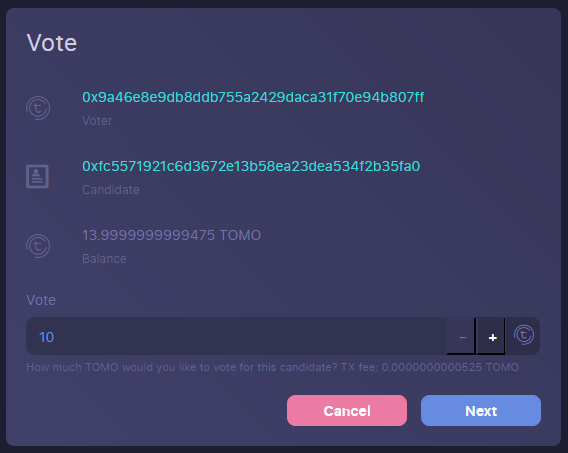 Vote
0x9a46e8e9db8ddb755a2429daca31f70e94b807ff
Voter
0xfc5571921c6d3672e13b58ea23dea534f2b35fa0
Candidate
13.9999999999475 TOMO
Balance
Vote
10 − +
How much TOMO would you like to vote for this candidate? TX fee: 0.0000000000525 TOMO
Cancel Next